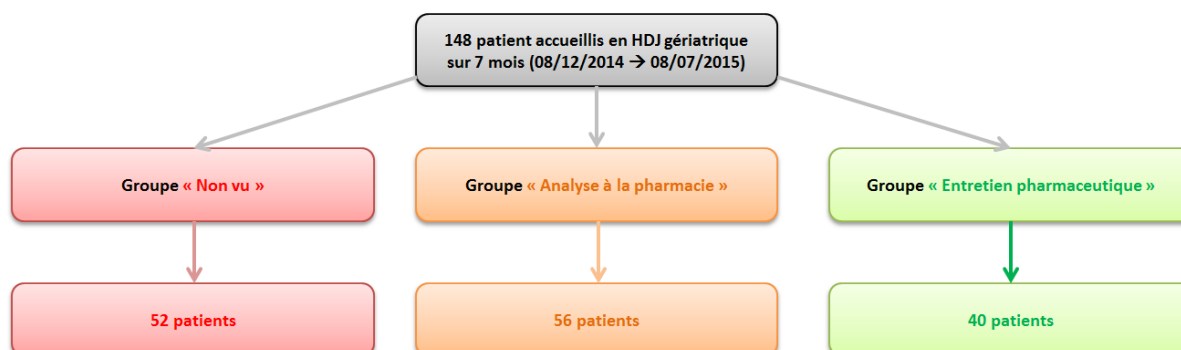 148 patient accueillis en HDJ gériatrique
sur 7 mois (08/12/2014 → 08/07/2015)
Groupe « Non vu »
Groupe « Analyse à la pharmacie »
Groupe « Entretien pharmaceutique »
52 patients
56 patients
40 patients